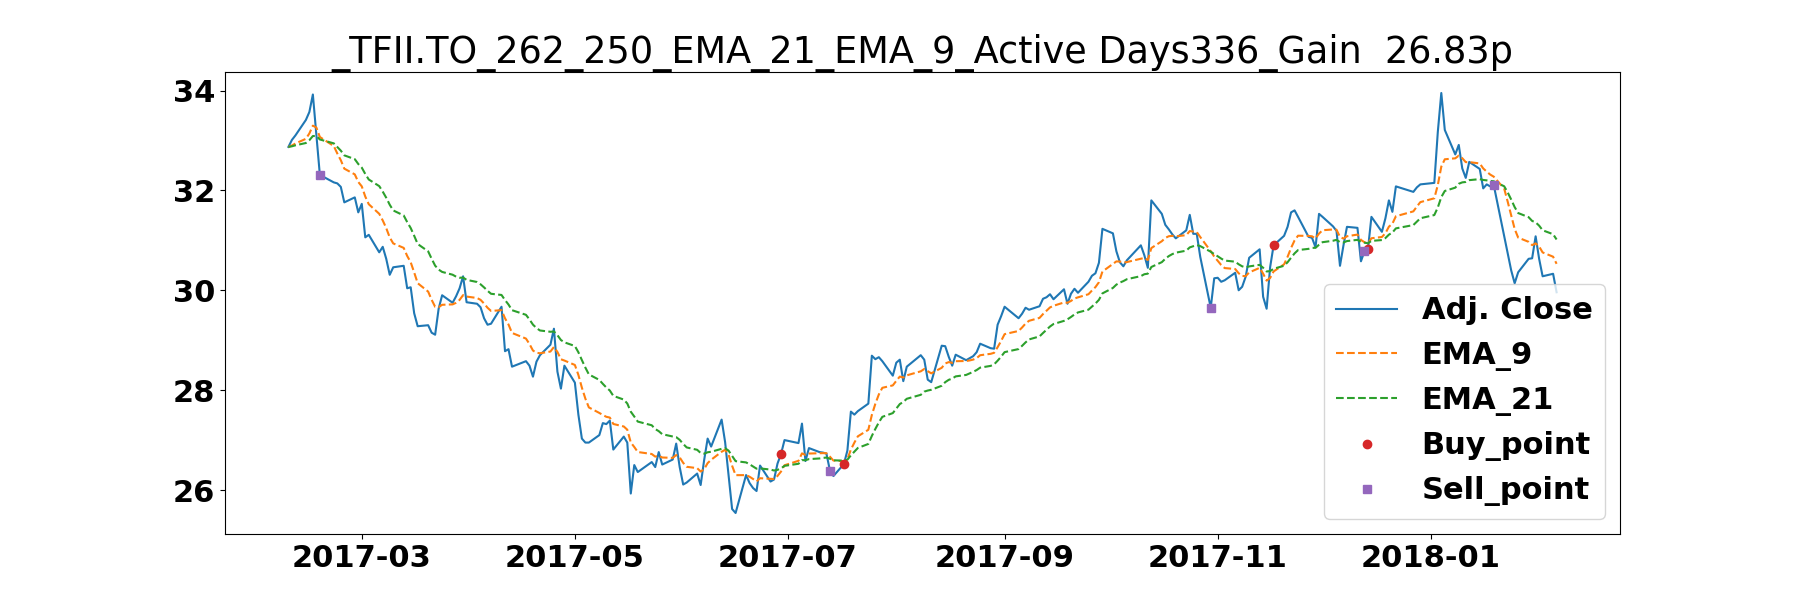 _TFII.TO_262_250_EMA_21_EMA_9_Active Days336_Gain  26.83p
34
32
30
28
26
2017-03 2017-05 2017-07 2017-09 2017-11 2018-01
Adj. Close
EMA_9
EMA_21
Buy_point
Sell_point